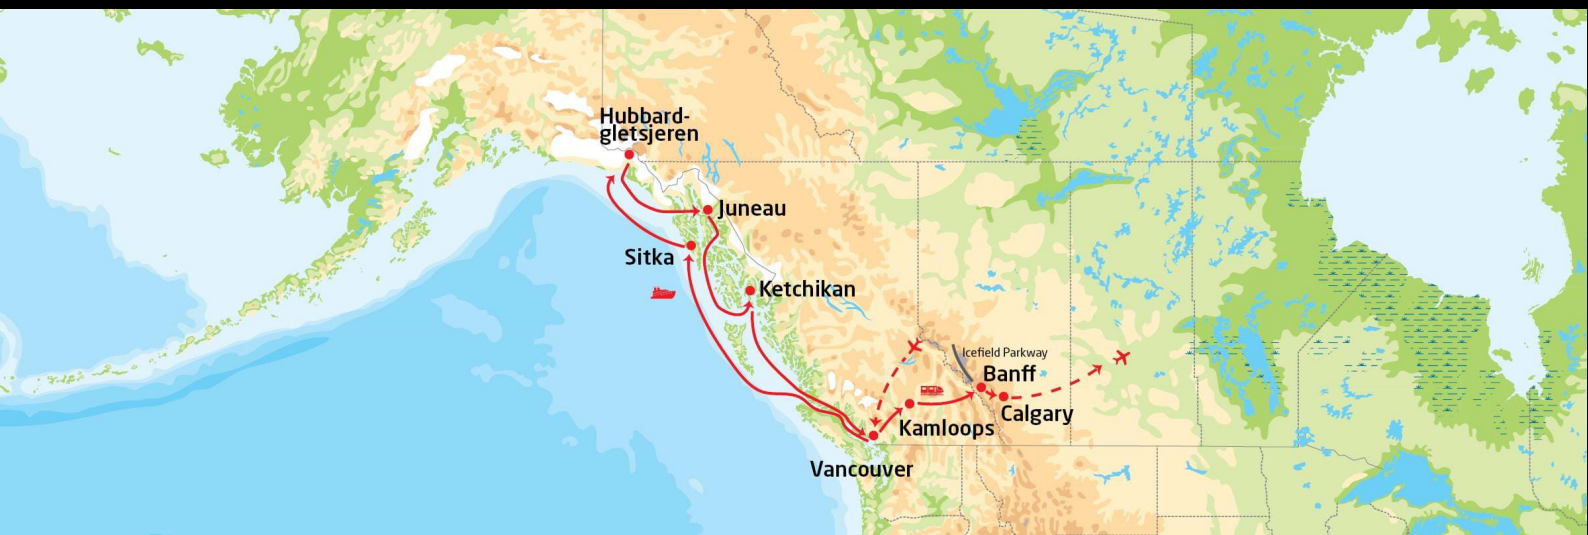 Hubbard-
gletsjeren
Juneau
Sitka
Ketchikan
Icefield Parkway
Banff
Calgary
Kamloops
Vancouver